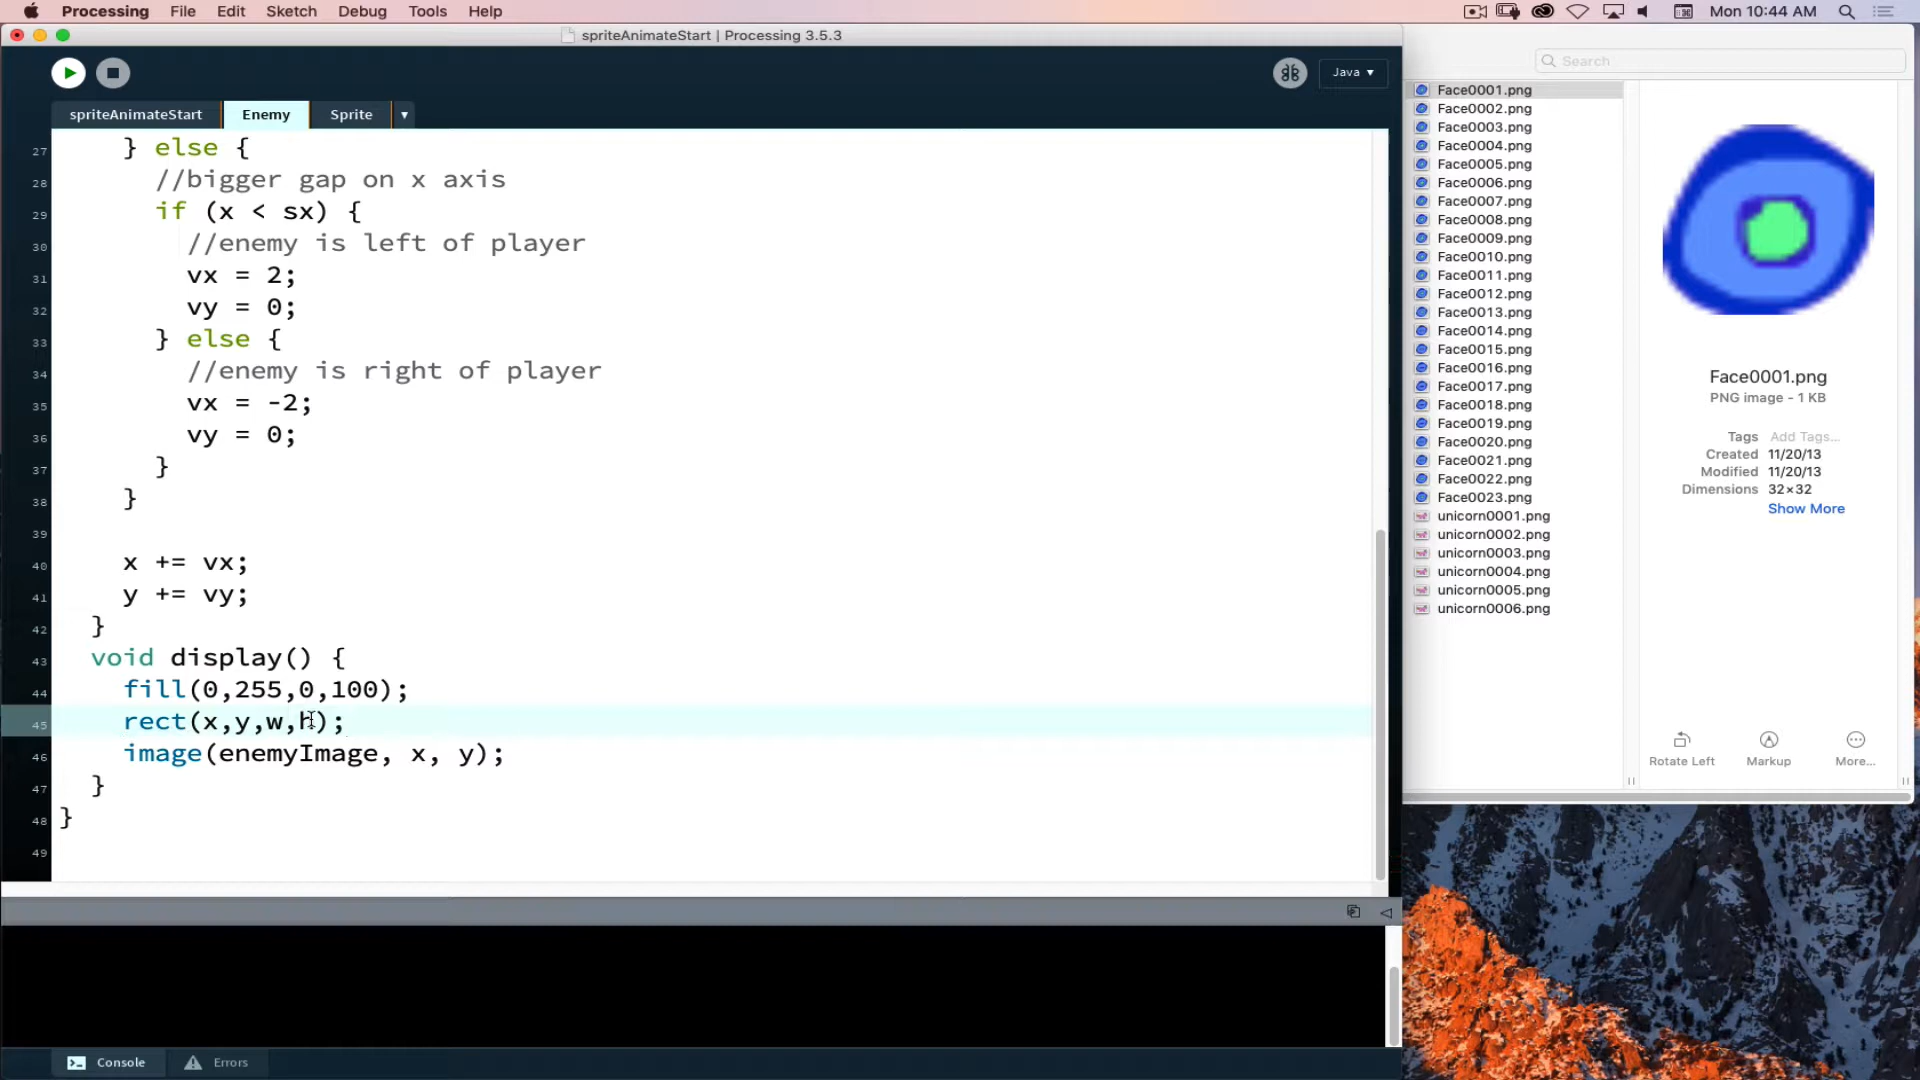 Processing File Edit Sketch Debug Tools Help Mon 10:44 AM
spriteAnimateStart | Processing 3.5.3
Java ▾
spriteAnimateStart Enemy Sprite ▾
27 } else {
28 //bigger gap on x axis
29 if (x < sx) {
30 //enemy is left of player
31 vx = 2;
32 vy = 0;
33 } else {
34 //enemy is right of player
35 vx = -2;
36 vy = 0;
37 }
38 }
39
40 x += vx;
41 y += vy;
42 }
43 void display() {
44 fill(0,255,0,100);
45 rect(x,y,w,h);
46 image(enemyImage, x, y);
47 }
48 }
49
Console Errors
Search
Face0001.png
Face0002.png
Face0003.png
Face0004.png
Face0005.png
Face0006.png
Face0007.png
Face0008.png
Face0009.png
Face0010.png
Face0011.png
Face0012.png
Face0013.png
Face0014.png
Face0015.png
Face0016.png
Face0017.png
Face0018.png
Face0019.png
Face0020.png
Face0021.png
Face0022.png
Face0023.png
unicorn0001.png
unicorn0002.png
unicorn0003.png
unicorn0004.png
unicorn0005.png
unicorn0006.png
Face0001.png
PNG image - 1 KB
Tags Add Tags...
Created 11/20/13
Modified 11/20/13
Dimensions 32×32
Show More
Rotate Left Markup More...